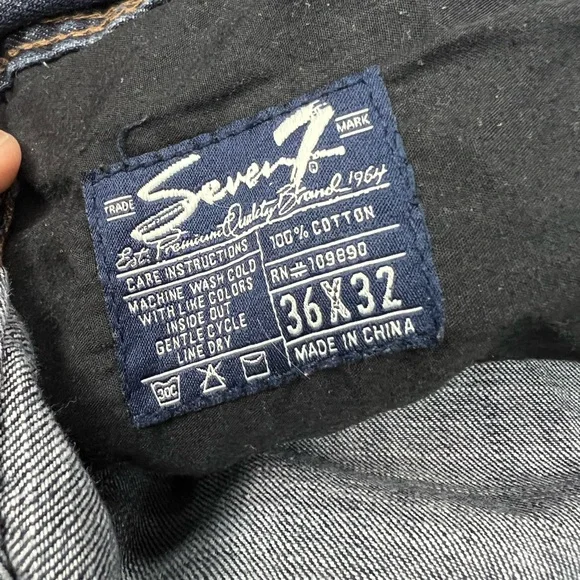 TRADE Seven7 MARK
Est. Premium Quality Brand 1964
CARE INSTRUCTIONS
MACHINE WASH COLD
WITH LIKE COLORS
INSIDE OUT
GENTLE CYCLE
LINE DRY
30C
100% COTTON
RN# 109890
36X32
MADE IN CHINA